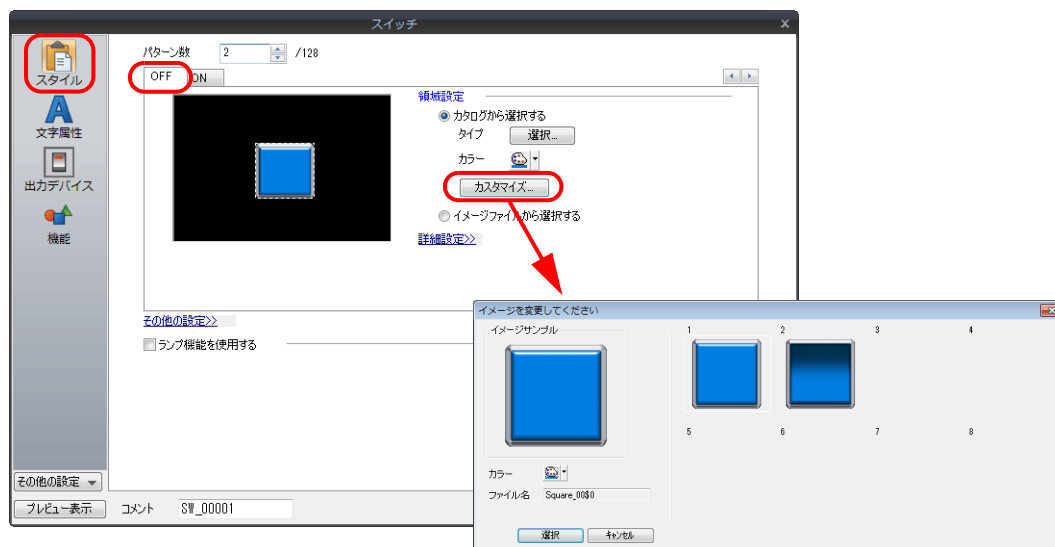 スイッチ
スタイル
文字属性
出力デバイス
機能
その他の設定
プレビュー表示
パターン数 2 /128
OFF ON
領域設定
カタログから選択する
タイプ 選択...
カラー
カスタマイズ...
イメージファイルから選択する
詳細設定>>
その他の設定>>
ランプ機能を使用する
コメント SW_00001
イメージを変更してください
イメージサンプル
1 2 3 4
5 6 7 8
カラー
ファイル名 Square_00$0
選択 キャンセル